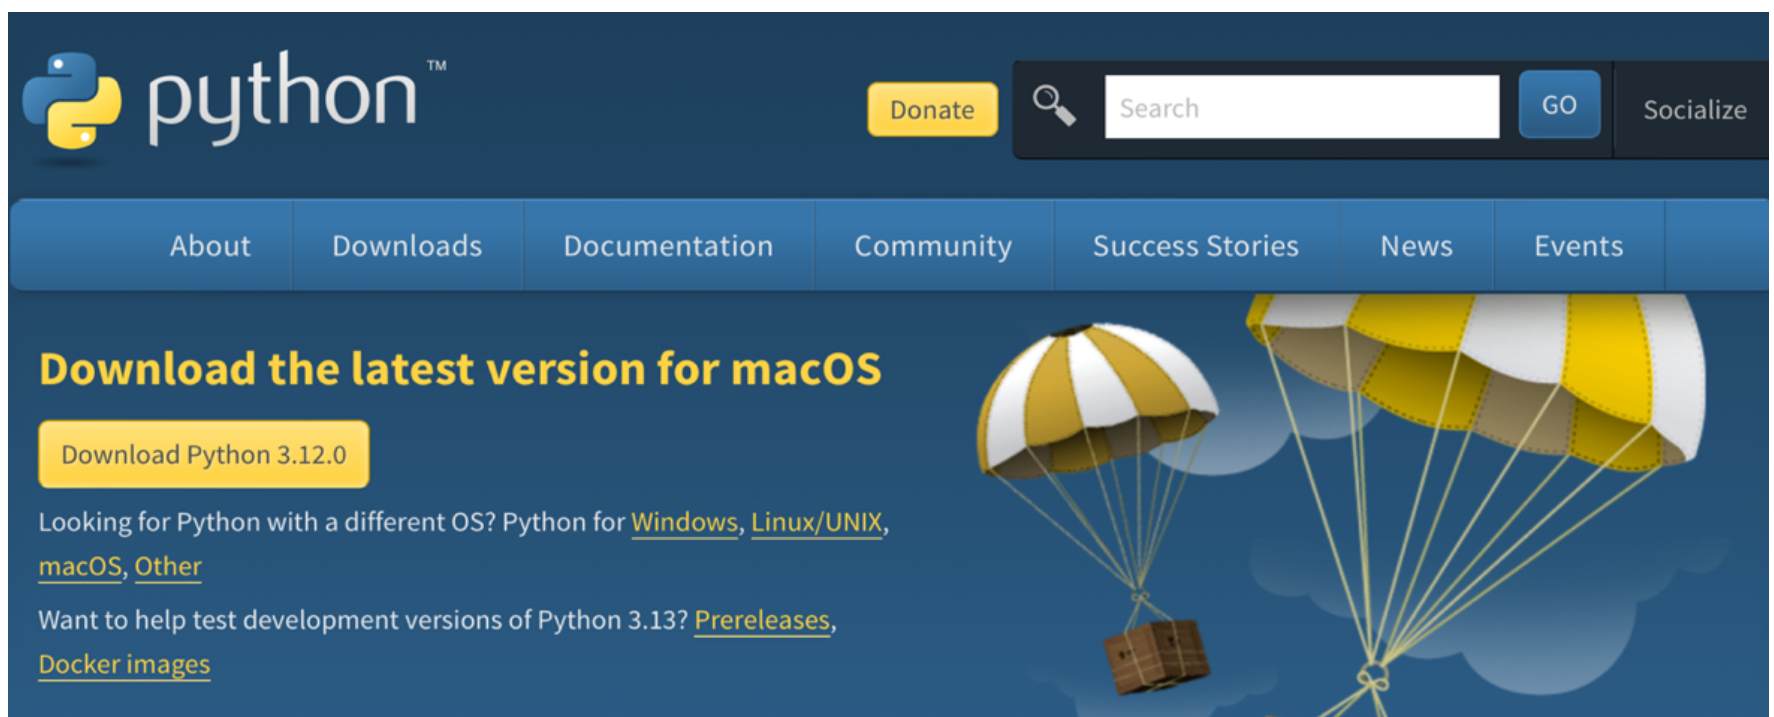 python™
Donate
Search
GO
Socialize
About
Downloads
Documentation
Community
Success Stories
News
Events
Download the latest version for macOS
Download Python 3.12.0
Looking for Python with a different OS? Python for Windows, Linux/UNIX,
macOS, Other
Want to help test development versions of Python 3.13? Prereleases,
Docker images